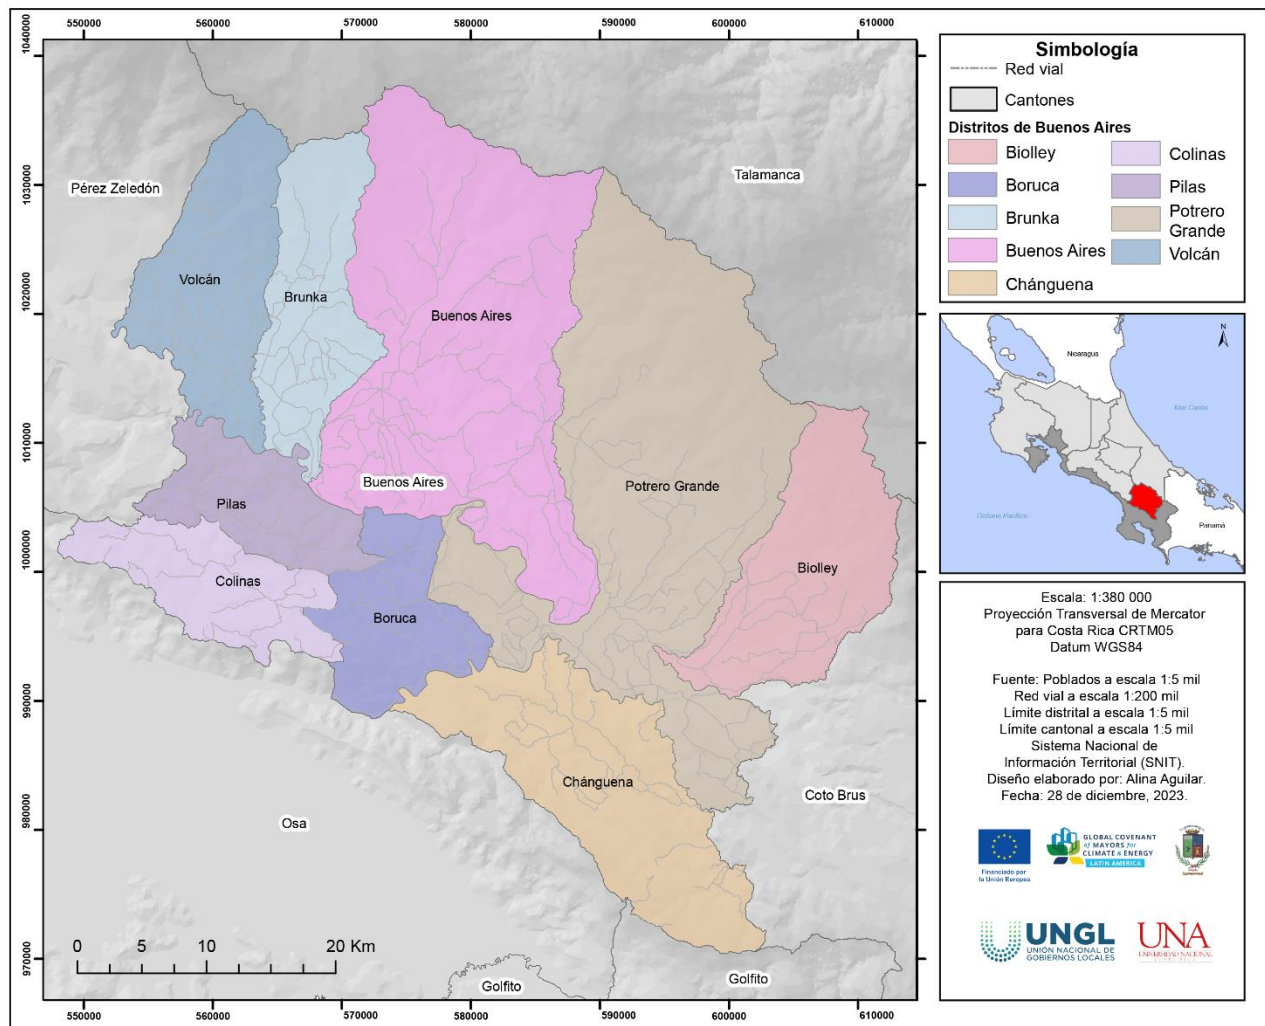 550000 560000 570000 580000 590000 600000 610000
1040000
1030000
1020000
1010000
1000000
990000
980000
970000
Pérez Zeledón
Talamanca
Volcán
Brunka
Buenos Aires
Buenos Aires
Potrero Grande
Pilas
Colinas
Boruca
Biolley
Chánguena
Coto Brus
Osa
Golfito
Golfito
0 5 10 20 Km
550000 560000 570000 580000 590000 600000 610000
Simbología
Red vial
Cantones
Distritos de Buenos Aires
Biolley
Boruca
Brunka
Buenos Aires
Chánguena
Colinas
Pilas
Potrero
Grande
Volcán
N
Nicaragua
Mar Caribe
Océano Pacífico
Panamá
Escala: 1:380 000
Proyección Transversal de Mercator
para Costa Rica CRTM05
Datum WGS84
Fuente: Poblados a escala 1:5 mil
Red vial a escala 1:200 mil
Límite distrital a escala 1:5 mil
Límite cantonal a escala 1:5 mil
Sistema Nacional de
Información Territorial (SNIT).
Diseño elaborado por: Alina Aguilar.
Fecha: 28 de diciembre, 2023.
Financiado por
la Unión Europea
GLOBAL COVENANT
of MAYORS for
CLIMATE & ENERGY
LATIN AMERICA
UNGL
UNIÓN NACIONAL DE
GOBIERNOS LOCALES
UNA
UNIVERSIDAD NACIONAL